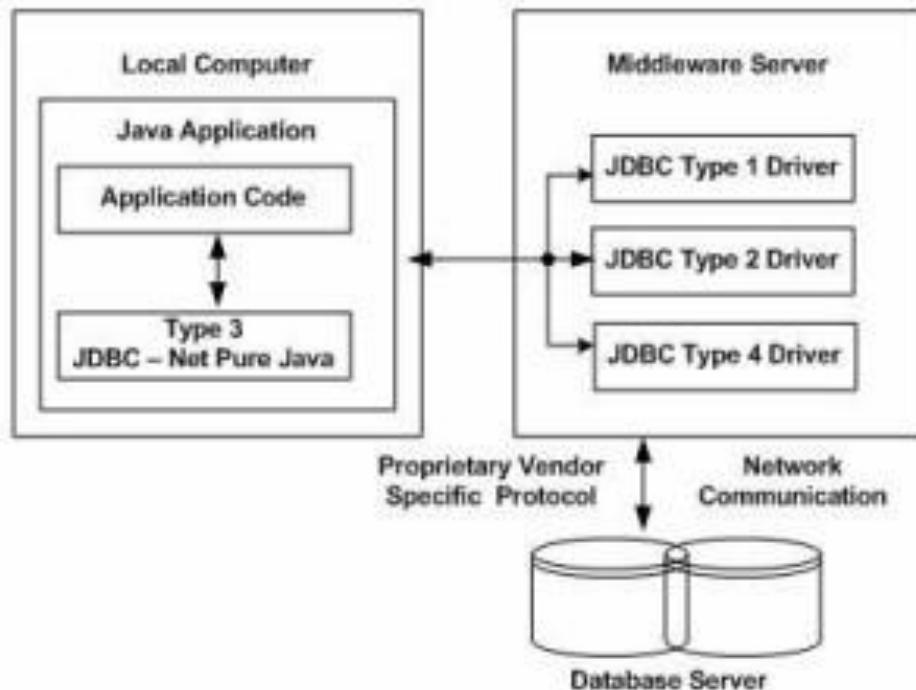 Local Computer
Java Application
Application Code
Type 3
JDBC – Net Pure Java
Middleware Server
JDBC Type 1 Driver
JDBC Type 2 Driver
JDBC Type 4 Driver
Proprietary Vendor
Specific Protocol
Network
Communication
Database Server